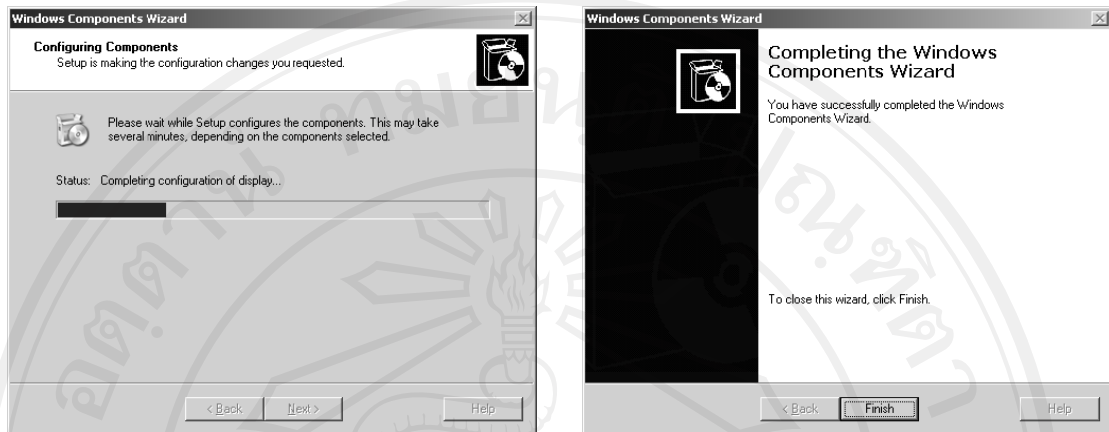 Windows Components Wizard
Configuring Components
Setup is making the configuration changes you requested.
Please wait while Setup configures the components. This may take
several minutes, depending on the components selected.
Status: Completing configuration of display...
< Back Next > Help
Windows Components Wizard
Completing the Windows
Components Wizard
You have successfully completed the Windows
Components Wizard.
To close this wizard, click Finish.
< Back Finish Help